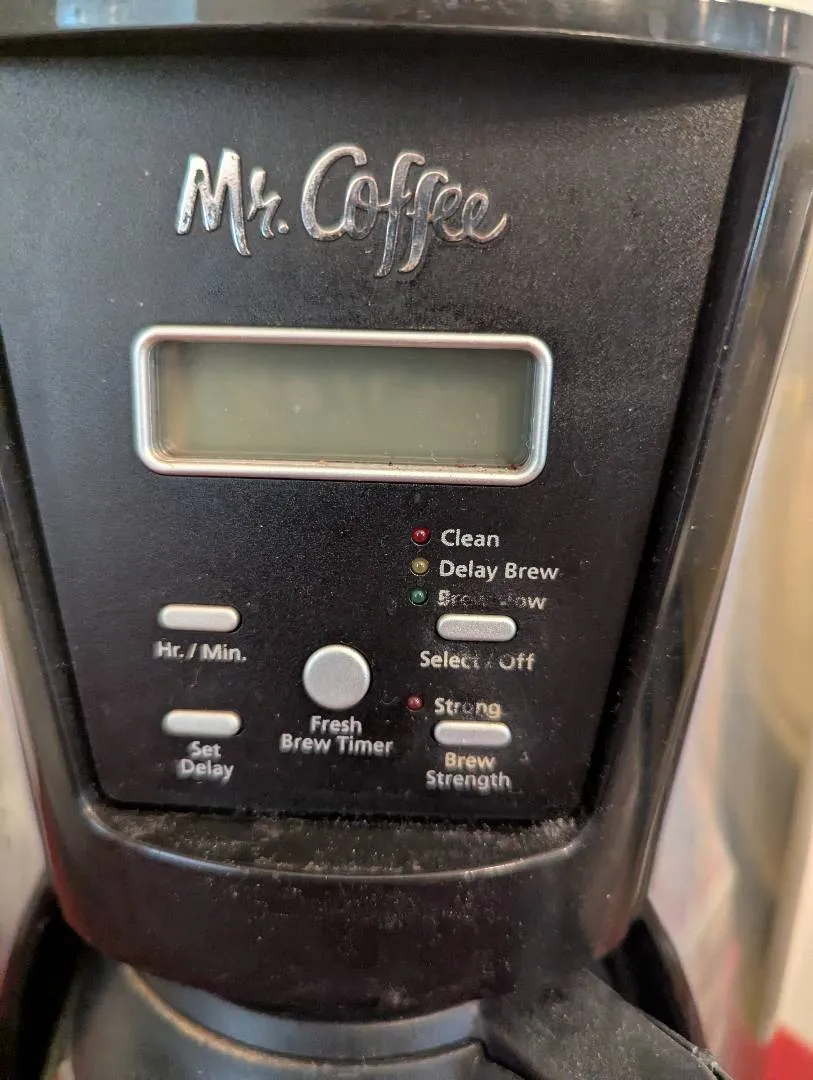 Mr. Coffee
Clean
Delay Brew
Select / Off
Hr. / Min.
Strong
Fresh
Brew Timer
Set
Delay
Brew
Strength